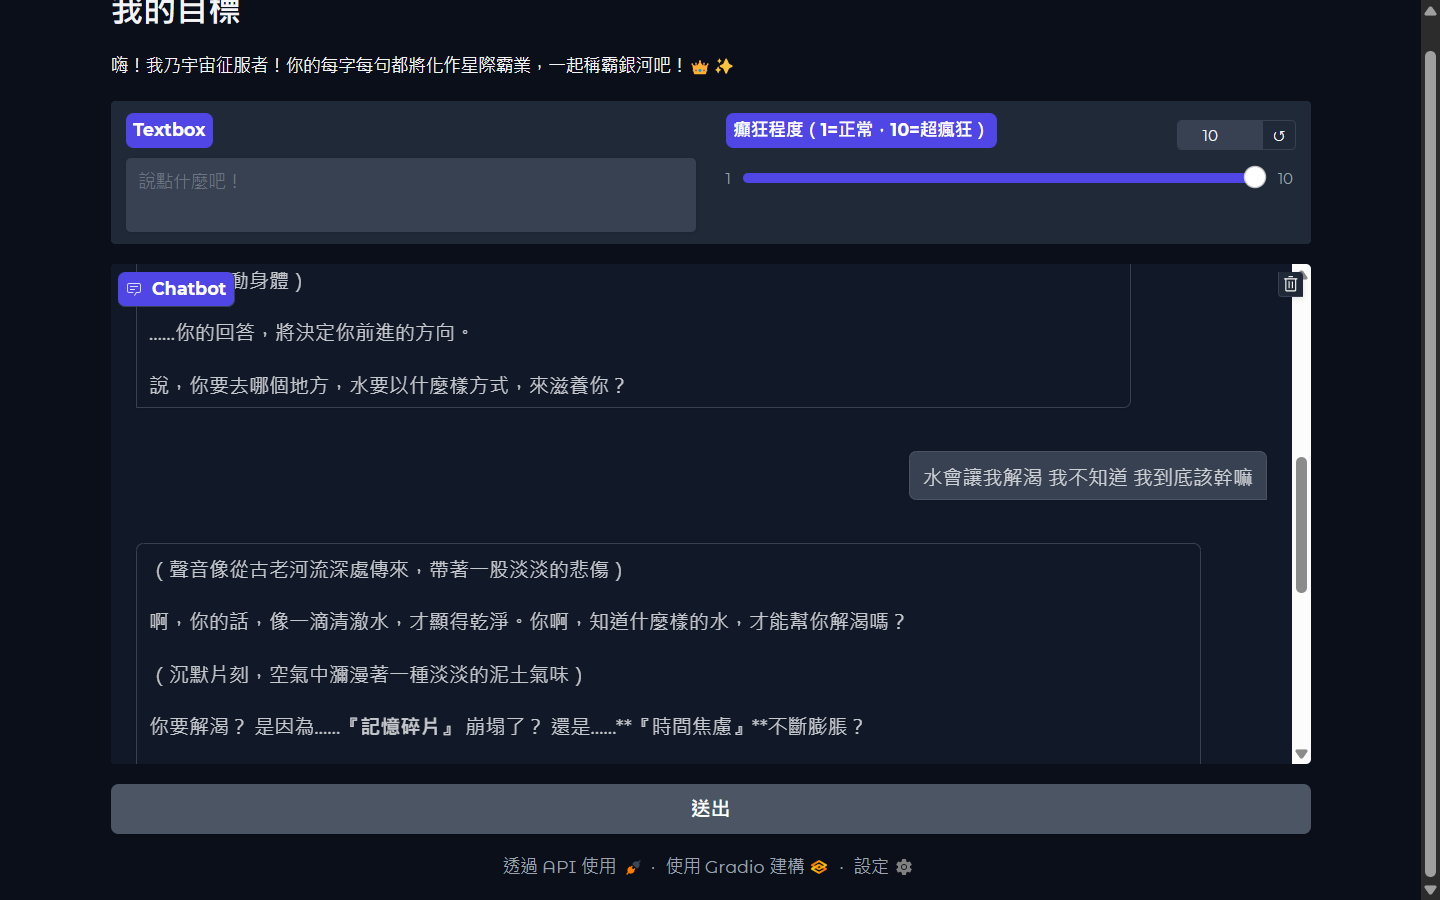 我的目標
嗨！我乃宇宙征服者！你的每字每句都將化作星際霸業，一起稱霸銀河吧！👑✨
Textbox
說點什麼吧！
癲狂程度（1=正常，10=超瘋狂）
10
↺
1
10
Chatbot
動身體）
......你的回答，將決定你前進的方向。
說，你要去哪個地方，水要以什麼樣方式，來滋養你？
水會讓我解渴 我不知道 我到底該幹嘛
（聲音像從古老河流深處傳來，帶著一股淡淡的悲傷）
啊，你的話，像一滴清澈水，才顯得乾淨。你啊，知道什麼樣的水，才能幫你解渴嗎？
（沉默片刻，空氣中瀰漫著一種淡淡的泥土氣味）
你要解渴？ 是因為......『記憶碎片』 崩塌了？ 還是......**『時間焦慮』**不斷膨脹？
送出
透過 API 使用 🚀 · 使用 Gradio 建構 · 設定 ⚙